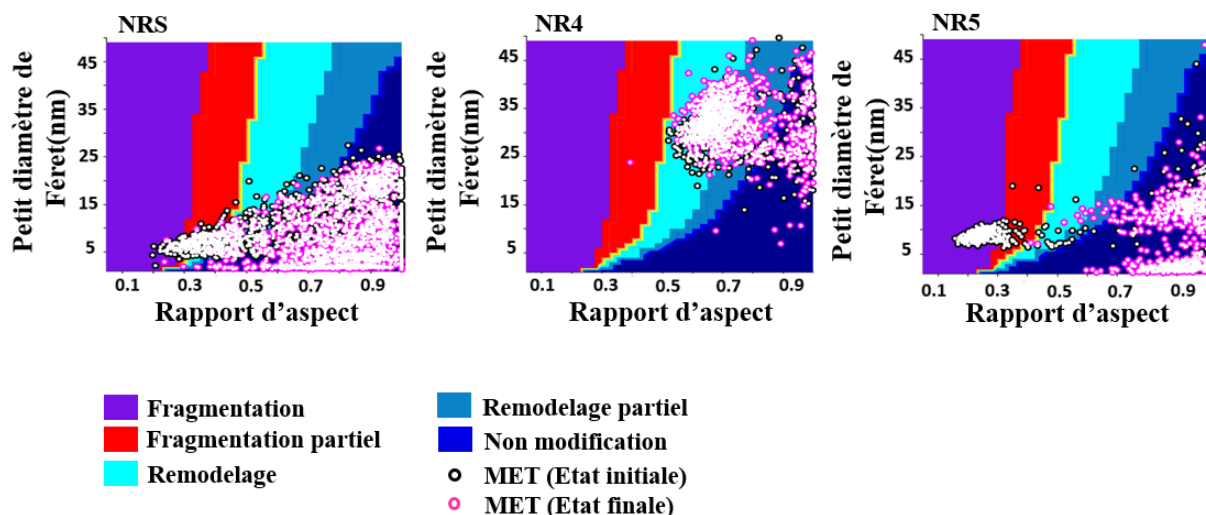 NRS
Petit diamètre de
Féret(nm)
45
35
25
15
5
0.1 0.3 0.5 0.7 0.9
Rapport d’aspect
NR4
Petit diamètre de
Féret(nm)
45
35
25
15
5
0.1 0.3 0.5 0.7 0.9
Rapport d’aspect
NR5
Petit diamètre de
Féret(nm)
45
35
25
15
5
0.1 0.3 0.5 0.7 0.9
Rapport d’aspect
Fragmentation
Fragmentation partiel
Remodelage
Remodelage partiel
Non modification
MET (Etat initiale)
MET (Etat finale)